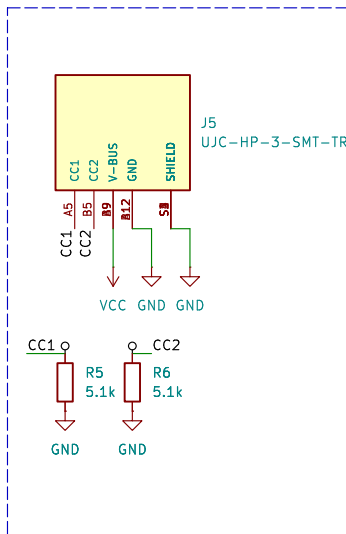 J5
UJC-HP-3-SMT-TR
CC1
CC2
V-BUS
GND
SHIELD
A5
B5
CC1
CC2
VCC
GND
GND
CC1
CC2
R5
5.1k
R6
5.1k
GND
GND